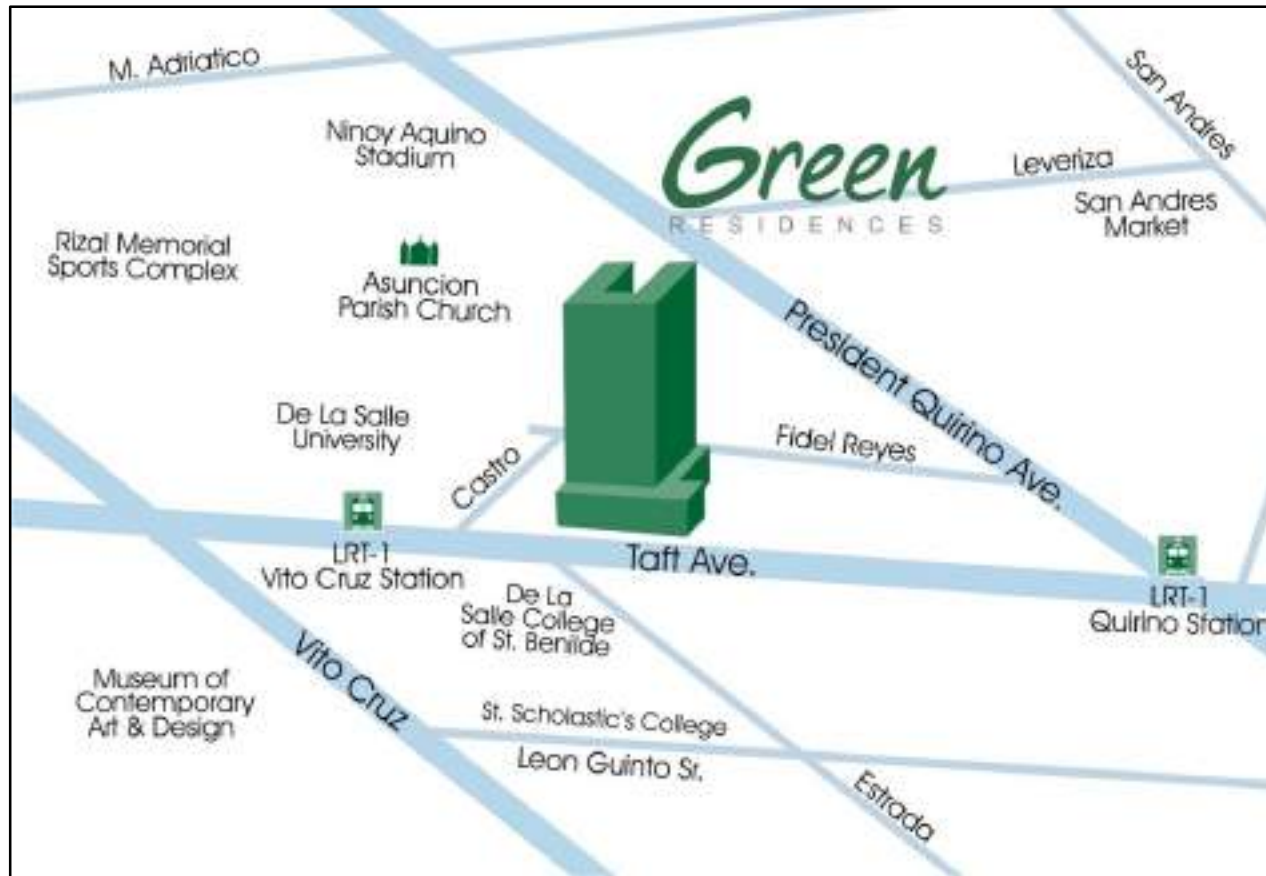 M. Adriatico
San Andres
Ninoy Aquino
Stadium
Green
RESIDENCES
Leveriza
San Andres
Market
Rizal Memorial
Sports Complex
Asuncion
Parish Church
President Quirino Ave.
De La Salle
University
Castro
Fidel Reyes
LRT-1
Vito Cruz Station
Taft Ave.
LRT-1
Quirino Station
De La
Salle College
of St. Benilde
Vito Cruz
Museum of
Contemporary
Art & Design
St. Scholastic's College
Leon Guinto Sr.
Estrada